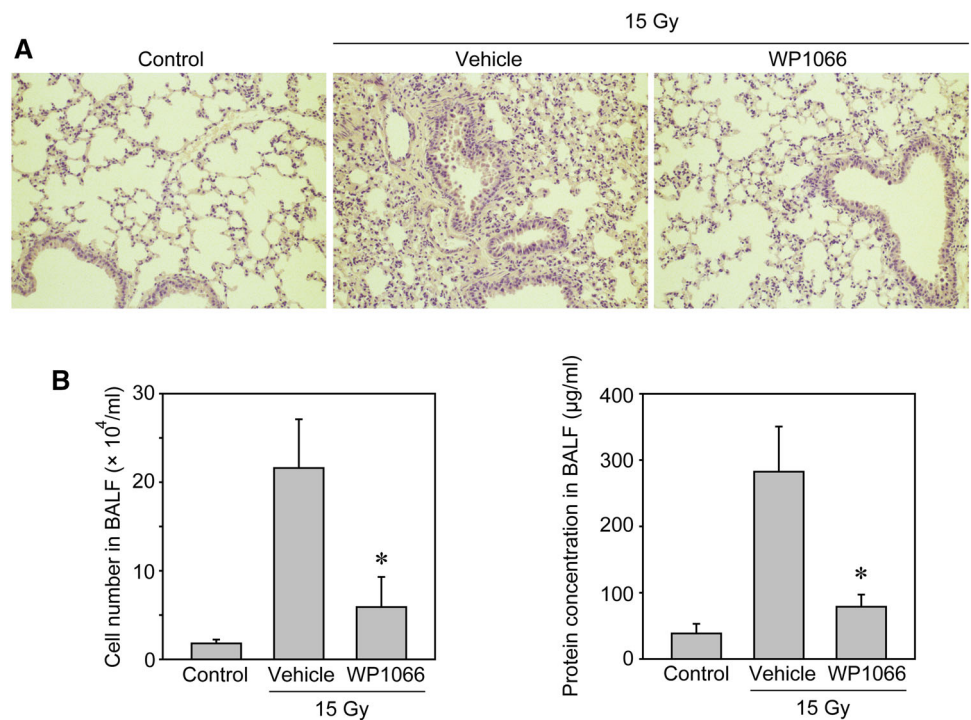 15 Gy
A
Control
Vehicle
WP1066
B
Cell number in BALF (× 10⁴/ml)
30
20
10
0
*
Control
Vehicle
WP1066
15 Gy
Protein concentration in BALF (μg/ml)
400
300
200
100
0
*
Control
Vehicle
WP1066
15 Gy